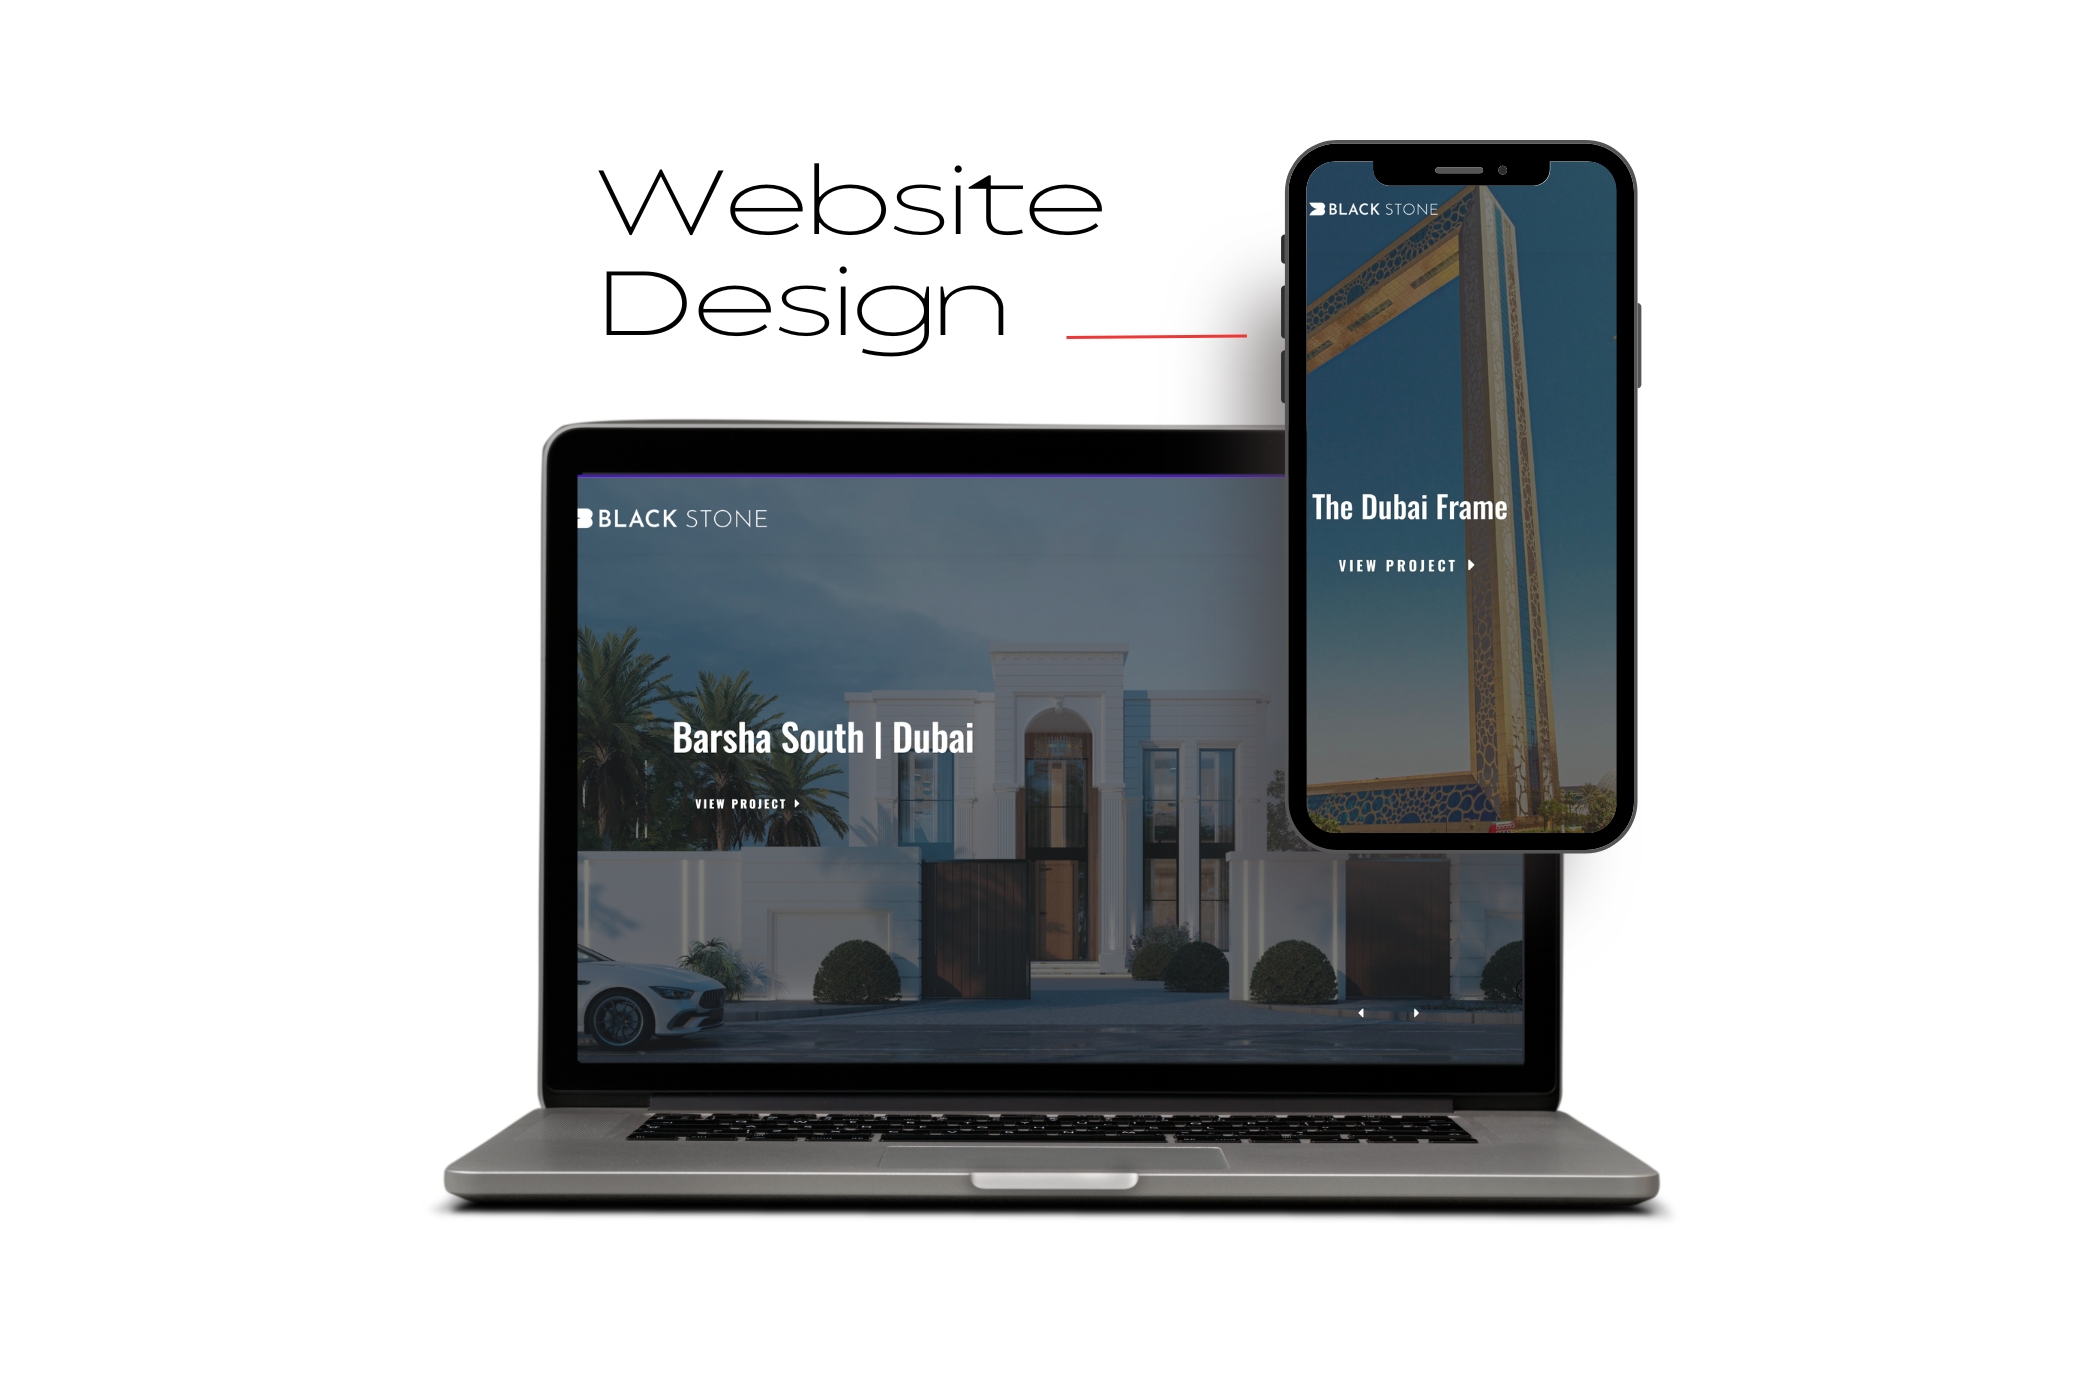 Website
Design
BLACK STONE
The Dubai Frame
VIEW PROJECT
BLACK STONE
Barsha South | Dubai
VIEW PROJECT